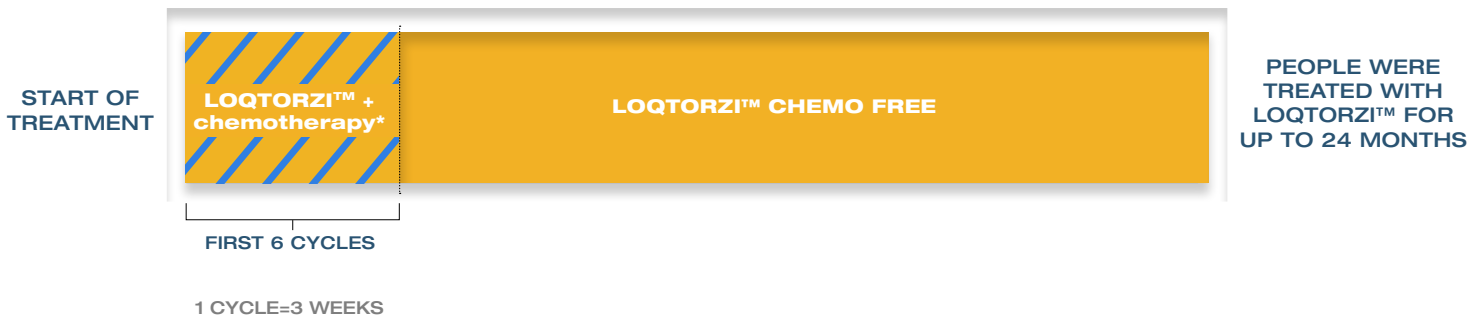 START OF
TREATMENT
LOQTORZI™ +
chemotherapy*
LOQTORZI™ CHEMO FREE
PEOPLE WERE
TREATED WITH
LOQTORZI™ FOR
UP TO 24 MONTHS
FIRST 6 CYCLES
1 CYCLE=3 WEEKS